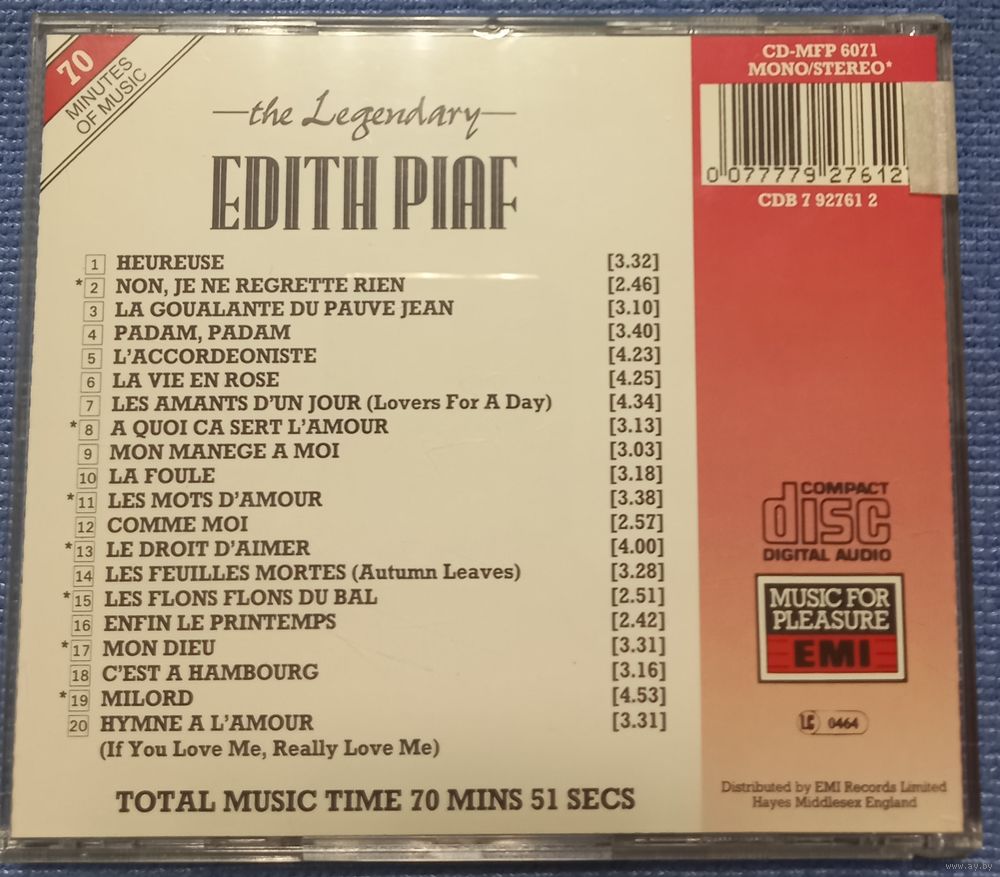 70
MINUTES
OF MUSIC
the Legendary
EDITH PIAF
1 HEUREUSE [3.32]
*2 NON, JE NE REGRETTE RIEN [2.46]
3 LA GOUALANTE DU PAUVE JEAN [3.10]
4 PADAM, PADAM [3.40]
5 L'ACCORDEONISTE [4.23]
6 LA VIE EN ROSE [4.25]
7 LES AMANTS D'UN JOUR (Lovers For A Day) [4.34]
*8 A QUOI CA SERT L'AMOUR [3.13]
9 MON MANEGE A MOI [3.03]
10 LA FOULE [3.18]
*11 LES MOTS D'AMOUR [3.38]
12 COMME MOI [2.57]
*13 LE DROIT D'AIMER [4.00]
14 LES FEUILLES MORTES (Autumn Leaves) [3.28]
*15 LES FLONS FLONS DU BAL [2.51]
16 ENFIN LE PRINTEMPS [2.42]
*17 MON DIEU [3.31]
18 C'EST A HAMBOURG [3.16]
*19 MILORD [4.53]
20 HYMNE A L'AMOUR [3.31]
(If You Love Me, Really Love Me)
TOTAL MUSIC TIME 70 MINS 51 SECS
CD-MFP 6071
MONO/STEREO*
0 077779 27612
CDB 7 92761 2
COMPACT
disc
DIGITAL AUDIO
MUSIC FOR
PLEASURE
EMI
LC 0464
Distributed by EMI Records Limited
Hayes Middlesex England
www.ay.by